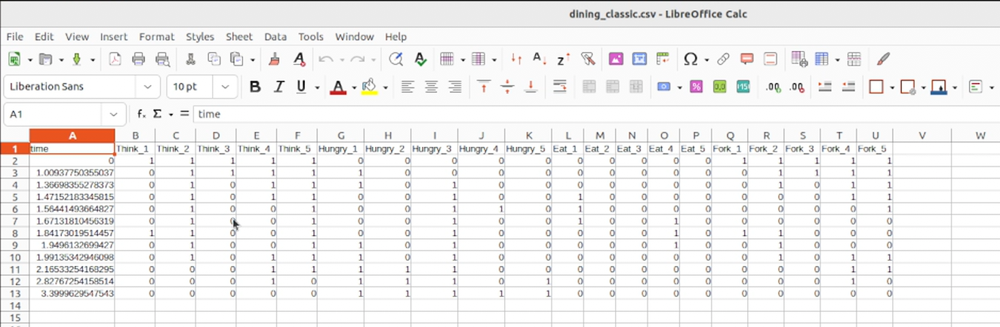 dining_classic.csv - LibreOffice Calc
File Edit View Insert Format Styles Sheet Data Tools Window Help
Liberation Sans 10 pt
A1 time
A B C D E F G H I J K L M N O P Q R S T U V W
1 time Think_1 Think_2 Think_3 Think_4 Think_5 Hungry_1 Hungry_2 Hungry_3 Hungry_4 Hungry_5 Eat_1 Eat_2 Eat_3 Eat_4 Eat_5 Fork_1 Fork_2 Fork_3 Fork_4 Fork_5
2 0 1 1 1 1 1 0 0 0 0 0 0 0 0 0 0 1 1 1 1 1
3 1.00937750355037 0 1 1 1 1 1 0 0 0 0 0 0 0 0 0 0 1 1 1 1
4 1.36698355278373 0 1 0 1 1 1 0 1 0 0 0 0 0 0 0 0 1 0 1 1
5 1.47152183345815 0 1 0 1 1 0 0 1 0 0 1 0 0 0 0 0 0 0 1 1
6 1.56441493664827 0 1 0 0 1 0 0 1 1 0 1 0 0 0 0 0 0 0 0 1
7 1.67131810456319 0 1 0 0 1 0 0 1 0 0 1 0 0 1 0 0 0 0 0 0
8 1.84173019514457 1 1 0 0 1 0 0 1 0 0 0 0 0 1 0 1 1 0 0 0
9 1.9496132699427 0 1 0 0 1 1 0 1 0 0 0 0 0 1 0 0 1 0 0 0
10 1.99135342946098 0 1 0 1 1 1 0 1 0 0 0 0 0 0 0 0 1 0 1 1
11 2.16533254168295 0 0 0 1 1 1 1 1 0 0 0 0 0 0 0 0 0 0 1 1
12 2.82767254158514 0 0 0 1 0 1 1 1 0 1 0 0 0 0 0 0 0 0 1 0
13 3.3999629547543 0 0 0 0 0 1 1 1 1 1 0 0 0 0 0 0 0 0 0 0
14
15